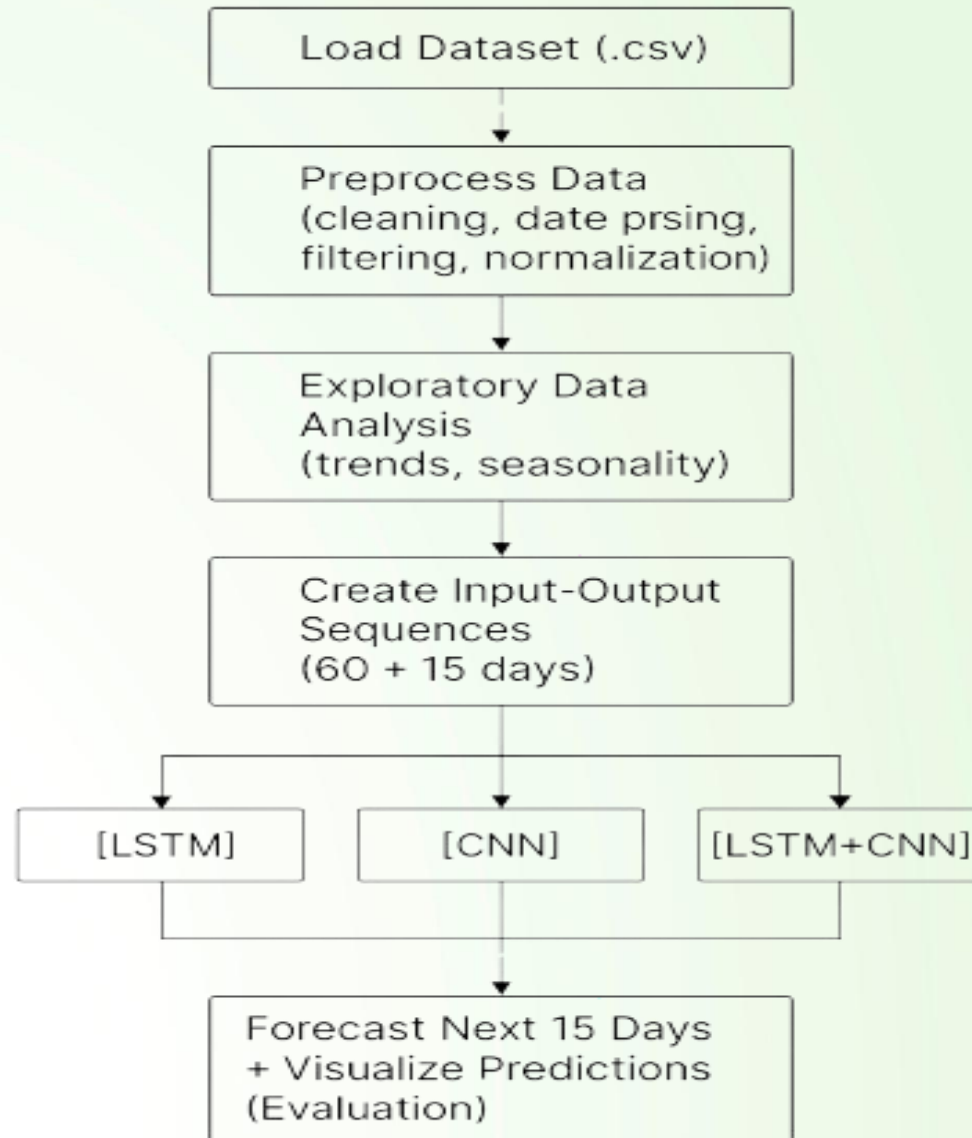 Load Dataset (.csv)
Preprocess Data
(cleaning, date prsing,
filtering, normalization)
Exploratory Data
Analysis
(trends, seasonality)
Create Input-Output
Sequences
(60 + 15 days)
[LSTM]
[CNN]
[LSTM+CNN]
Forecast Next 15 Days
+ Visualize Predictions
(Evaluation)